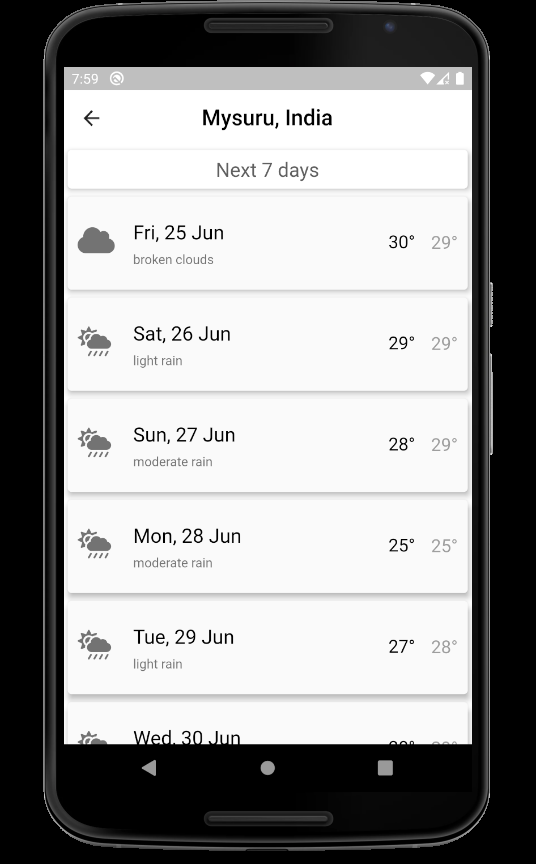 7:59
Mysuru, India
Next 7 days
Fri, 25 Jun
30° 29°
broken clouds
Sat, 26 Jun
29° 29°
light rain
Sun, 27 Jun
28° 29°
moderate rain
Mon, 28 Jun
25° 25°
moderate rain
Tue, 29 Jun
27° 28°
light rain
Wed, 30 Jun